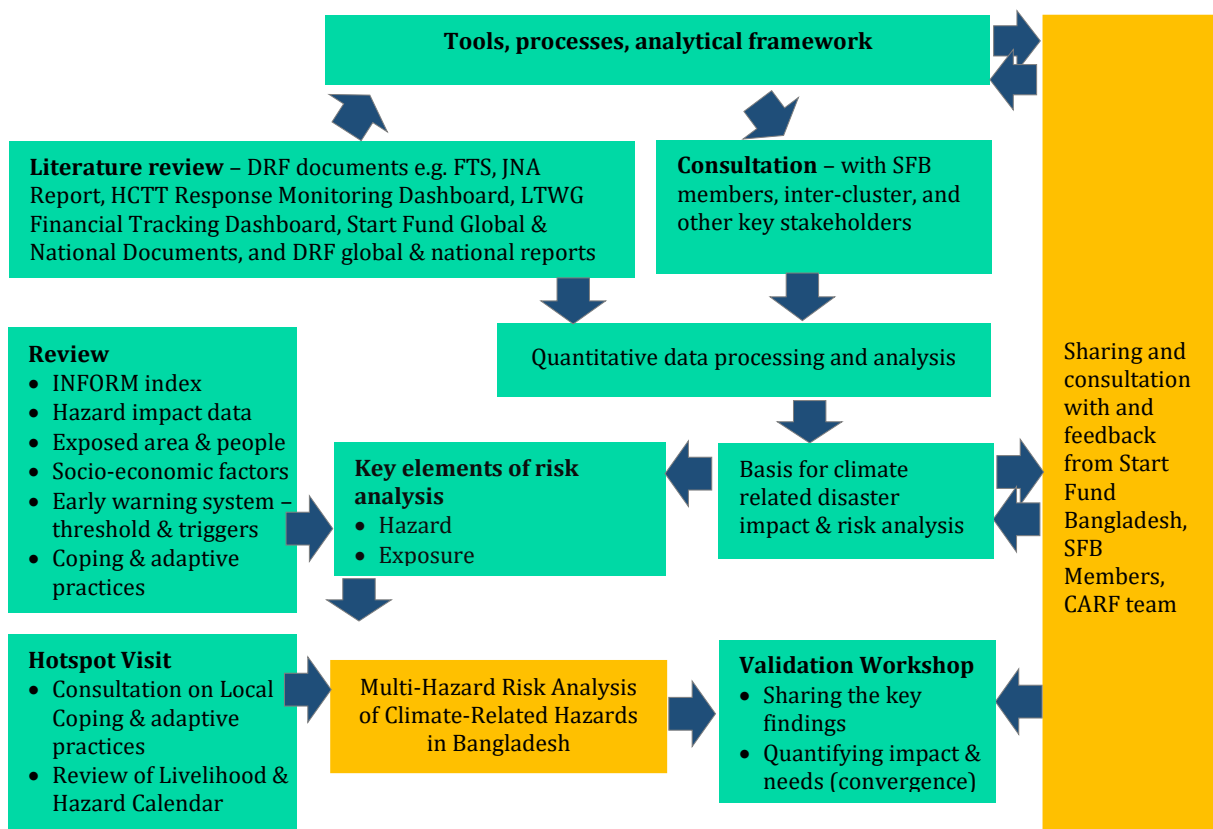 Tools, processes, analytical framework
Literature review – DRF documents e.g. FTS, JNA
Report, HCTT Response Monitoring Dashboard, LTWG
Financial Tracking Dashboard, Start Fund Global &
National Documents, and DRF global & national reports
Consultation – with SFB
members, inter-cluster, and
other key stakeholders
Quantitative data processing and analysis
Review
• INFORM index
• Hazard impact data
• Exposed area & people
• Socio-economic factors
• Early warning system –
threshold & triggers
• Coping & adaptive
practices
Key elements of risk
analysis
• Hazard
• Exposure
Basis for climate
related disaster
impact & risk analysis
Sharing and
consultation
with and
feedback
from Start
Fund
Bangladesh,
SFB
Members,
CARF team
Hotspot Visit
• Consultation on Local
Coping & adaptive
practices
• Review of Livelihood &
Hazard Calendar
Multi-Hazard Risk Analysis
of Climate-Related Hazards
in Bangladesh
Validation Workshop
• Sharing the key
findings
• Quantifying impact &
needs (convergence)